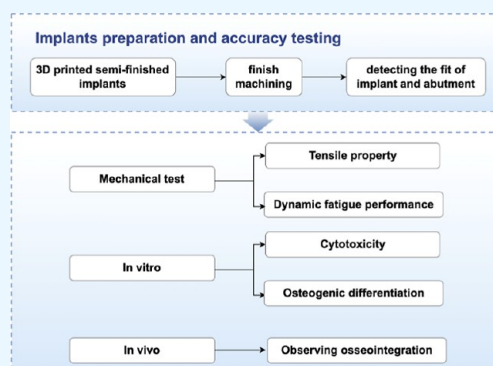 Implants preparation and accuracy testing
3D printed semi-finished
implants
finish
machining
detecting the fit of
implant and abutment
Mechanical test
Tensile property
Dynamic fatigue performance
In vitro
Cytotoxicity
Osteogenic differentiation
In vivo
Observing osseointegration